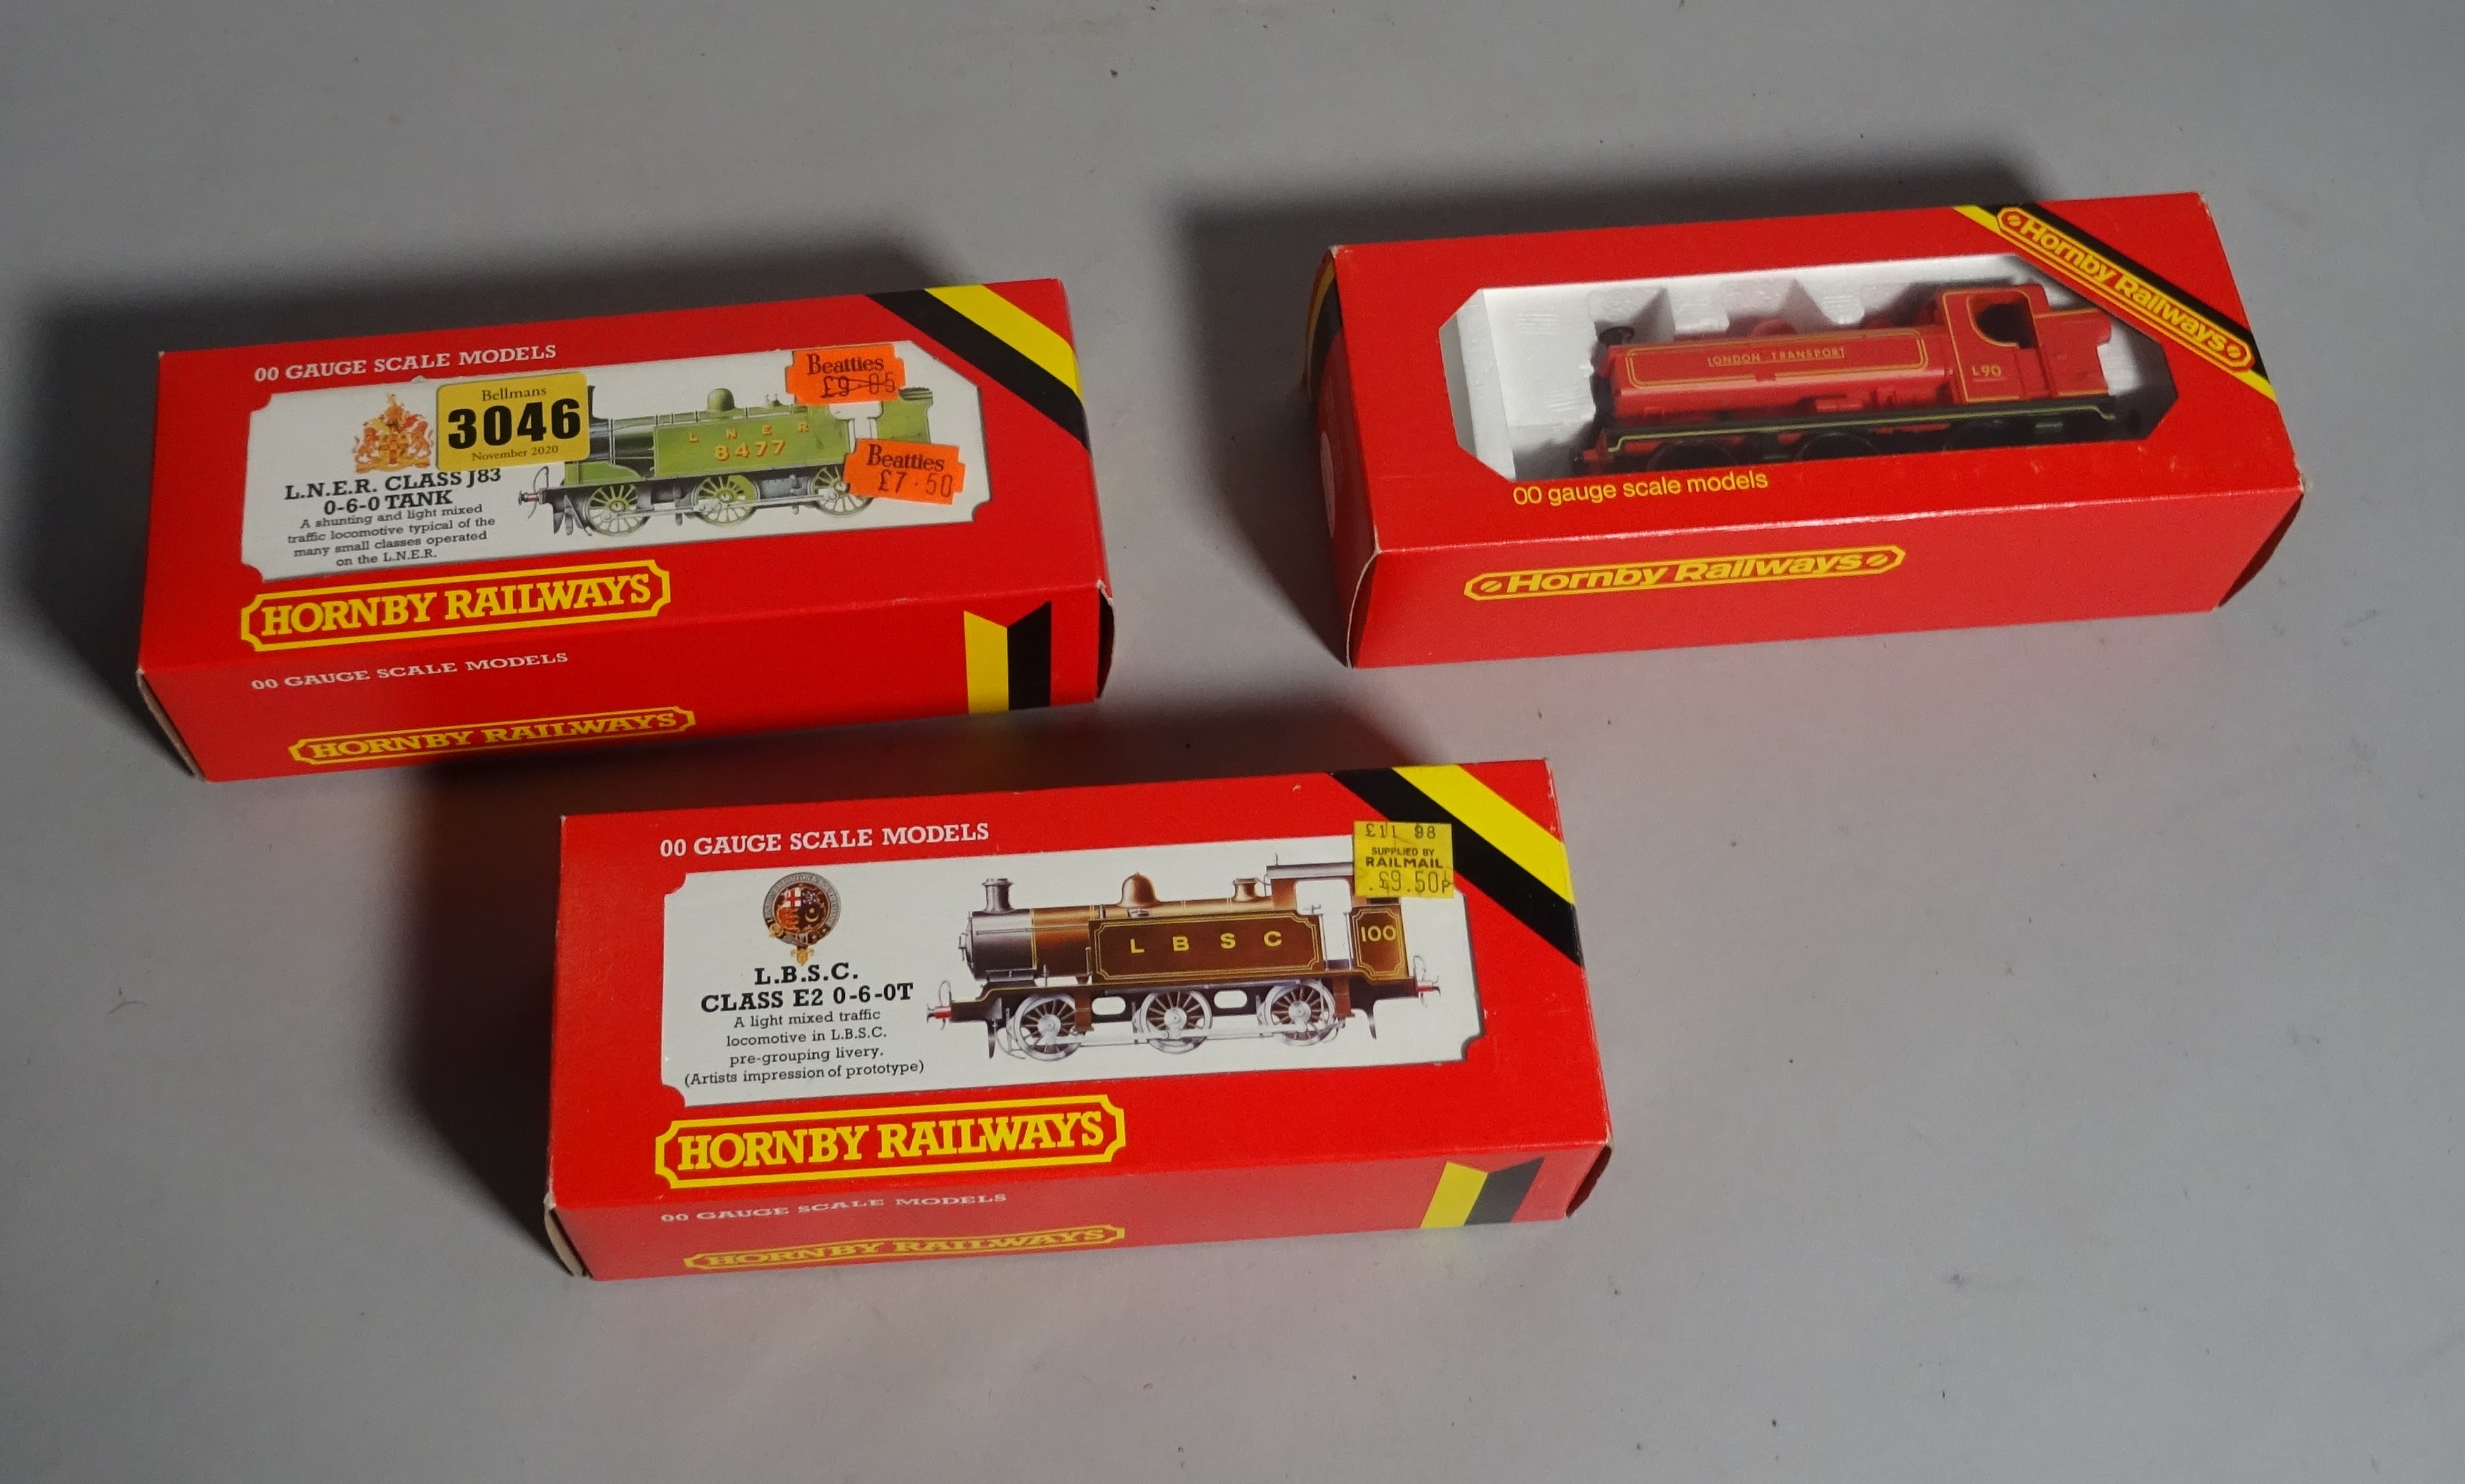 00 GAUGE SCALE MODELS
Bellmans
3046
November 2020
Beatties
£9-85
L N E R
8477
Beatties
£7·50
L.N.E.R. CLASS J83
0-6-0 TANK
A shunting and light mixed
traffic locomotive typical of the
many small classes operated
on the L.N.E.R.
HORNBY RAILWAYS
00 GAUGE SCALE MODELS
HORNBY RAILWAYS
Hornby Railways
LONDON TRANSPORT
L90
00 gauge scale models
Hornby Railways
00 GAUGE SCALE MODELS
£11 98
SUPPLIED BY
RAILMAIL
.£9.50p
L B S C
100
L.B.S.C.
CLASS E2 0-6-0T
A light mixed traffic
locomotive in L.B.S.C.
pre-grouping livery.
(Artists impression of prototype)
HORNBY RAILWAYS
00 GAUGE SCALE MODELS
HORNBY RAILWAYS